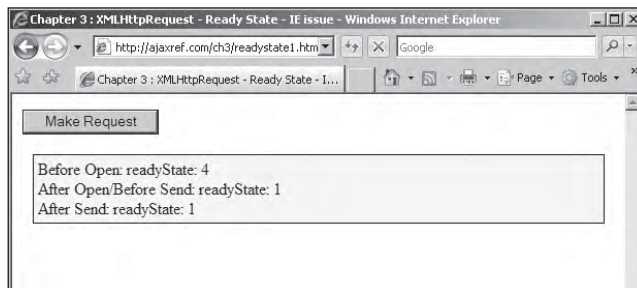 Chapter 3 : XMLHttpRequest - Ready State - IE issue - Windows Internet Explorer
http://ajaxref.com/ch3/readystate1.htm
Google
Chapter 3 : XMLHttpRequest - Ready State - I...
Page
Tools
»
Make Request
Before Open: readyState: 4
After Open/Before Send: readyState: 1
After Send: readyState: 1